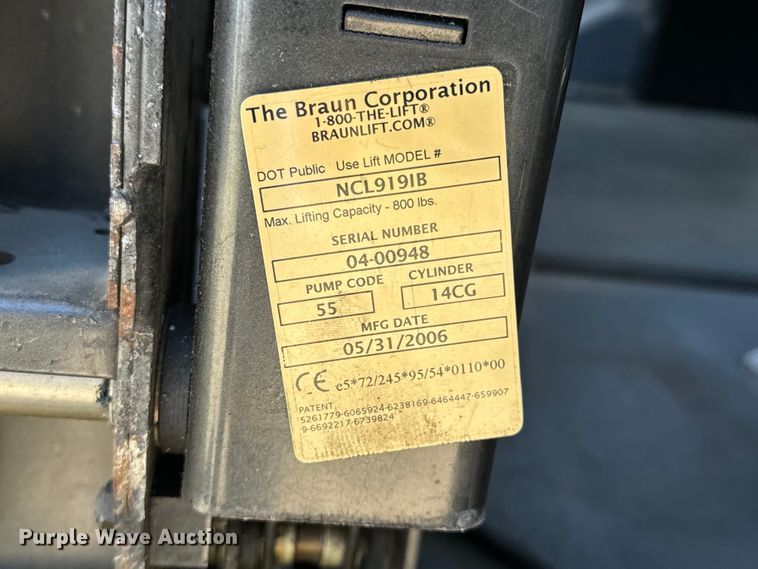 The Braun Corporation
1-800-THE-LIFT®
BRAUNLIFT.COM®
DOT Public Use Lift MODEL #
NCL919IB
Max. Lifting Capacity - 800 lbs.
SERIAL NUMBER
04-00948
PUMP CODE CYLINDER
55 14CG
MFG DATE
05/31/2006
CE e5*72/245*95/54*0110*00
PATENT
5261779-6065924-6238169-6464447-659907
9-6692217-6739824
Purple Wave Auction